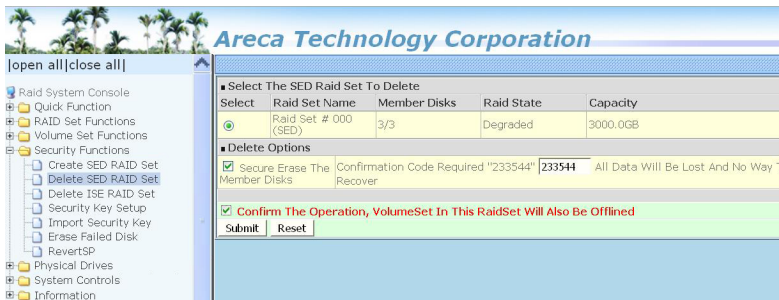 Areca Technology Corporation
|open all|close all|
Raid System Console
Quick Function
RAID Set Functions
Volume Set Functions
Security Functions
Create SED RAID Set
Delete SED RAID Set
Delete ISE RAID Set
Security Key Setup
Import Security Key
Erase Failed Disk
RevertSP
Physical Drives
System Controls
Information
Select The SED Raid Set To Delete
Select Raid Set Name Member Disks Raid State Capacity
Raid Set # 000 (SED) 3/3 Degraded 3000.0GB
Delete Options
Secure Erase The Member Disks
Confirmation Code Required "233544" 233544 All Data Will Be Lost And No Way To
Recover
Confirm The Operation, VolumeSet In This RaidSet Will Also Be Offlined
Submit Reset